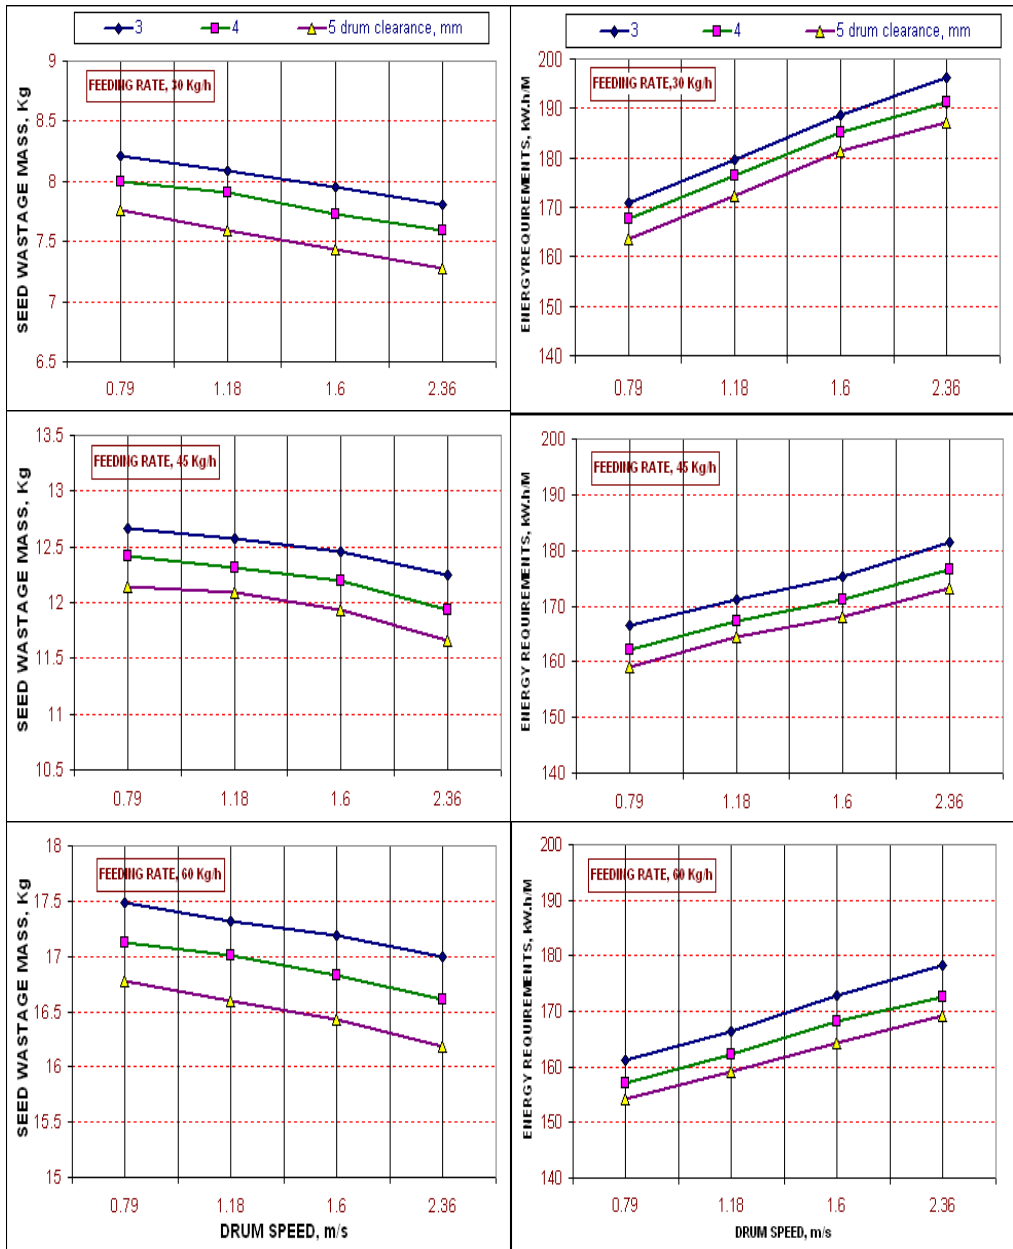 3 4 5 drum clearance, mm
FEEDING RATE, 30 Kg/h
SEED WASTAGE MASS, Kg
9
8.5
8
7.5
7
6.5
0.79 1.18 1.6 2.36
3 4 5 drum clearance, mm
FEEDING RATE,30 Kg/h
ENERGYREQUIREMENTS, kW.h/M
200
190
180
170
160
150
140
0.79 1.18 1.6 2.36
FEEDING RATE, 45 Kg/h
SEED WASTAGE MASS, Kg
13.5
13
12.5
12
11.5
11
10.5
0.79 1.18 1.6 2.36
FEEDING RATE, 45 Kg/h
ENERGY REQUIREMENTS, kW.h/M
200
190
180
170
160
150
140
0.79 1.18 1.6 2.36
FEEDING RATE, 60 Kg/h
SEED WASTAGE MASS, Kg
18
17.5
17
16.5
16
15.5
15
0.79 1.18 1.6 2.36
DRUM SPEED, m/s
FEEDING RATE, 60 Kg/h
ENERGY REQUIREMENTS, kW.h/M
200
190
180
170
160
150
140
0.79 1.18 1.6 2.36
DRUM SPEED, m/s